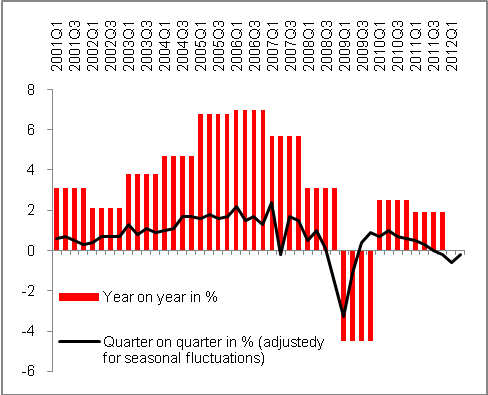 2001Q1
2001Q3
2002Q1
2002Q3
2003Q1
2003Q3
2004Q1
2004Q3
2005Q1
2005Q3
2006Q1
2006Q3
2007Q1
2007Q3
2008Q1
2008Q3
2009Q1
2009Q3
2010Q1
2010Q3
2011Q1
2011Q3
2012Q1
8
6
4
2
0
-2
-4
-6
Year on year in %
Quarter on quarter in % (adjustedy
for seasonal fluctuations)